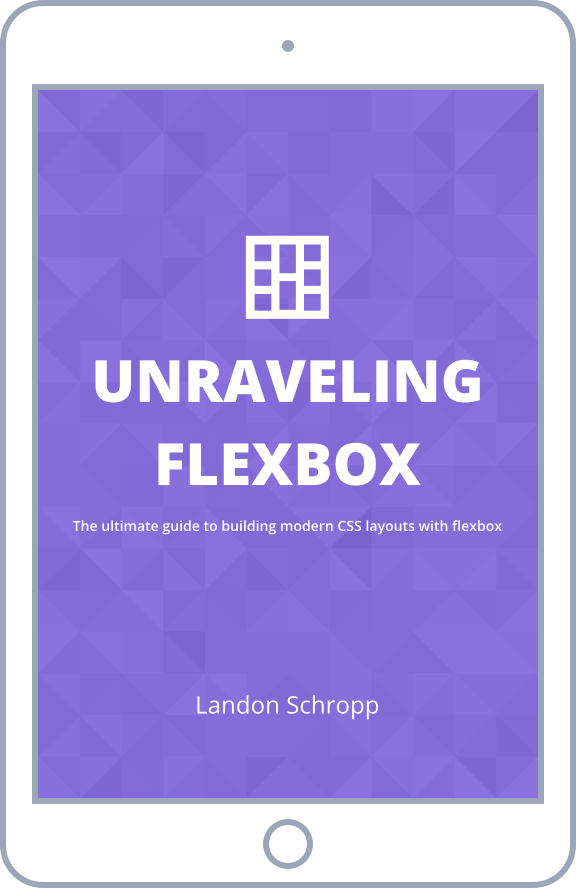 UNRAVELING
FLEXBOX
The ultimate guide to building modern CSS layouts with flexbox
Landon Schropp